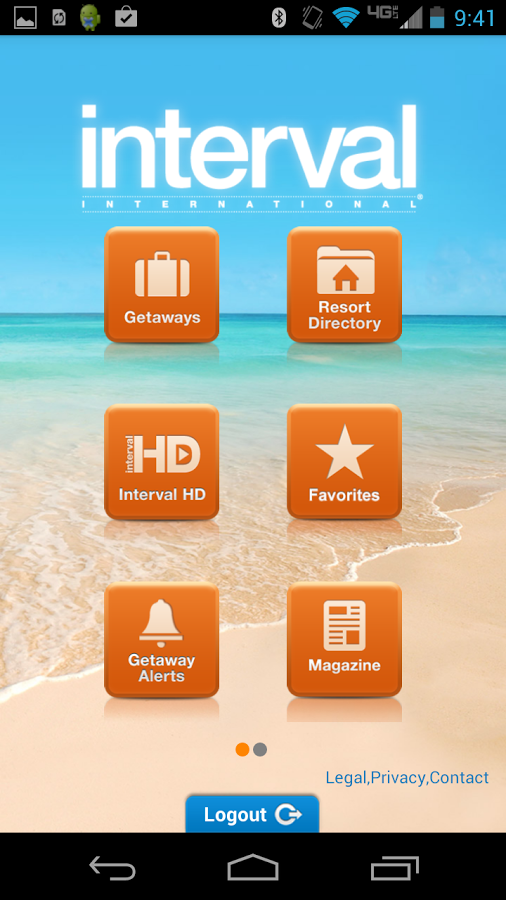 4G
9:41
interval
INTERNATIONAL®
Getaways
Resort
Directory
interval HD
Interval HD
Favorites
Getaway
Alerts
Magazine
Legal,Privacy,Contact
Logout